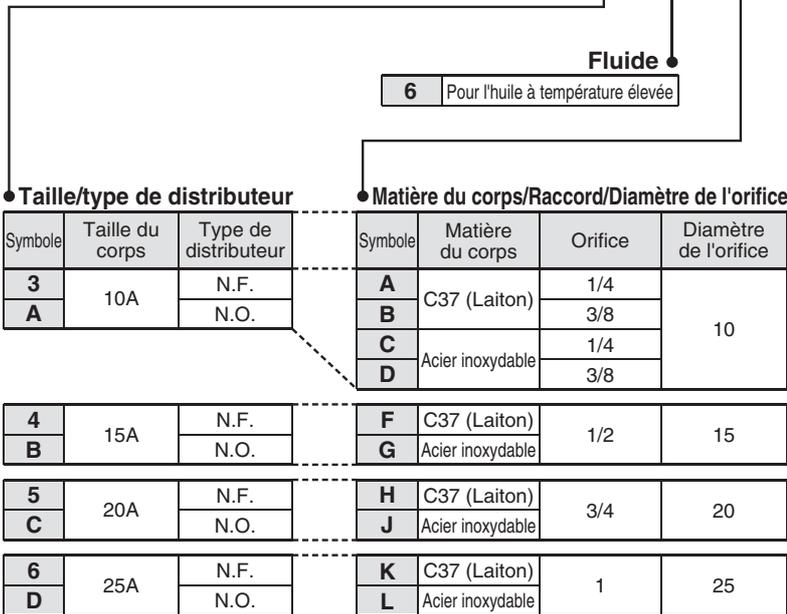 Fluide
6 Pour l'huile à température élevée
Taille/type de distributeur
Symbole Taille du corps Type de distributeur
3 10A N.F.
A N.O.
4 15A N.F.
B N.O.
5 20A N.F.
C N.O.
6 25A N.F.
D N.O.
Matière du corps/Raccord/Diamètre de l'orifice
Symbole Matière du corps Orifice Diamètre de l'orifice
A C37 (Laiton) 1/4 10
B 3/8
C Acier inoxydable 1/4
D 3/8
F C37 (Laiton) 1/2 15
G Acier inoxydable
H C37 (Laiton) 3/4 20
J Acier inoxydable
K C37 (Laiton) 1 25
L Acier inoxydable